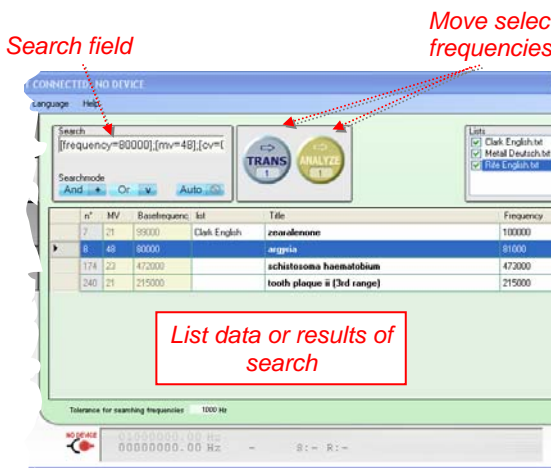 Move selec
Search field
frequencies
CONNECTED: NO DEVICE
anguage Help
Search
[frequency=80000];[mv=48];[cv=(
Searchmode
And + Or v Auto
TRANS
1
ANALYZE
1
Lists
Clark English.txt
Metal Deutsch.txt
Rife English.txt
n° MV Basefrequenc list Title Frequency
7 21 99000 Clark English zearalenone 100000
8 48 80000 argyria 81000
174 23 472000 schistosoma haematobium 473000
240 21 215000 tooth plaque ii (3rd range) 215000
List data or results of
search
Tolerance for searching frequencies 1000 Hz
NO DEVICE
01000000.00 Hz
00000000.00 Hz - S:- R:-